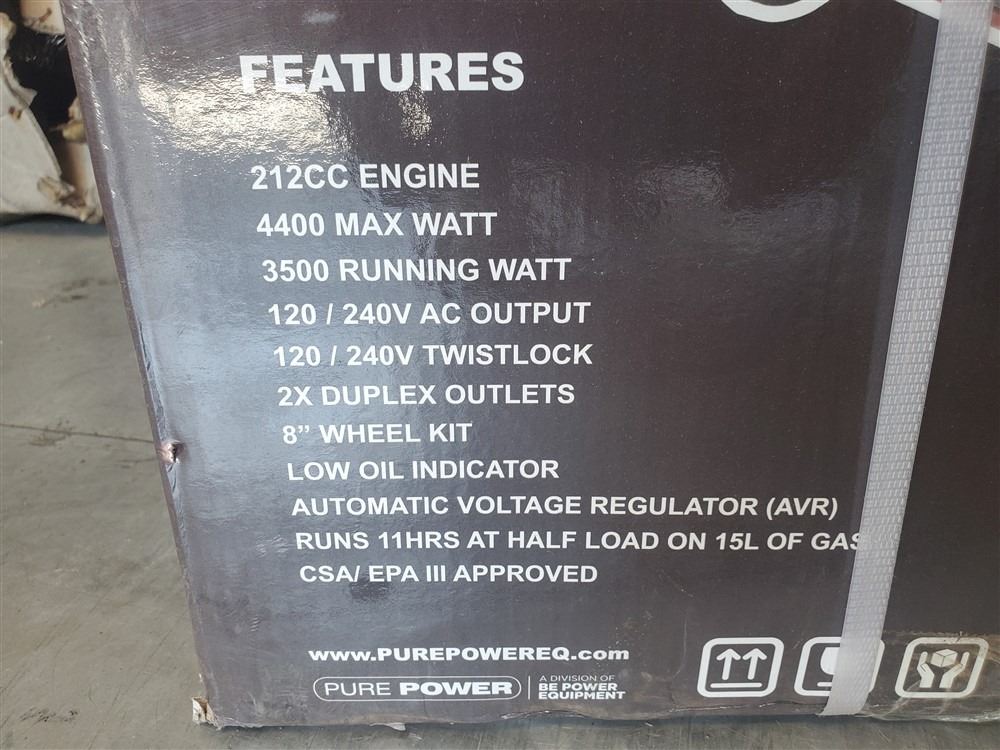 FEATURES
212CC ENGINE
4400 MAX WATT
3500 RUNNING WATT
120 / 240V AC OUTPUT
120 / 240V TWISTLOCK
2X DUPLEX OUTLETS
8” WHEEL KIT
LOW OIL INDICATOR
AUTOMATIC VOLTAGE REGULATOR (AVR)
RUNS 11HRS AT HALF LOAD ON 15L OF GAS
CSA/ EPA III APPROVED
www.PUREPOWEREQ.com
PURE POWER
A DIVISION OF
BE POWER
EQUIPMENT